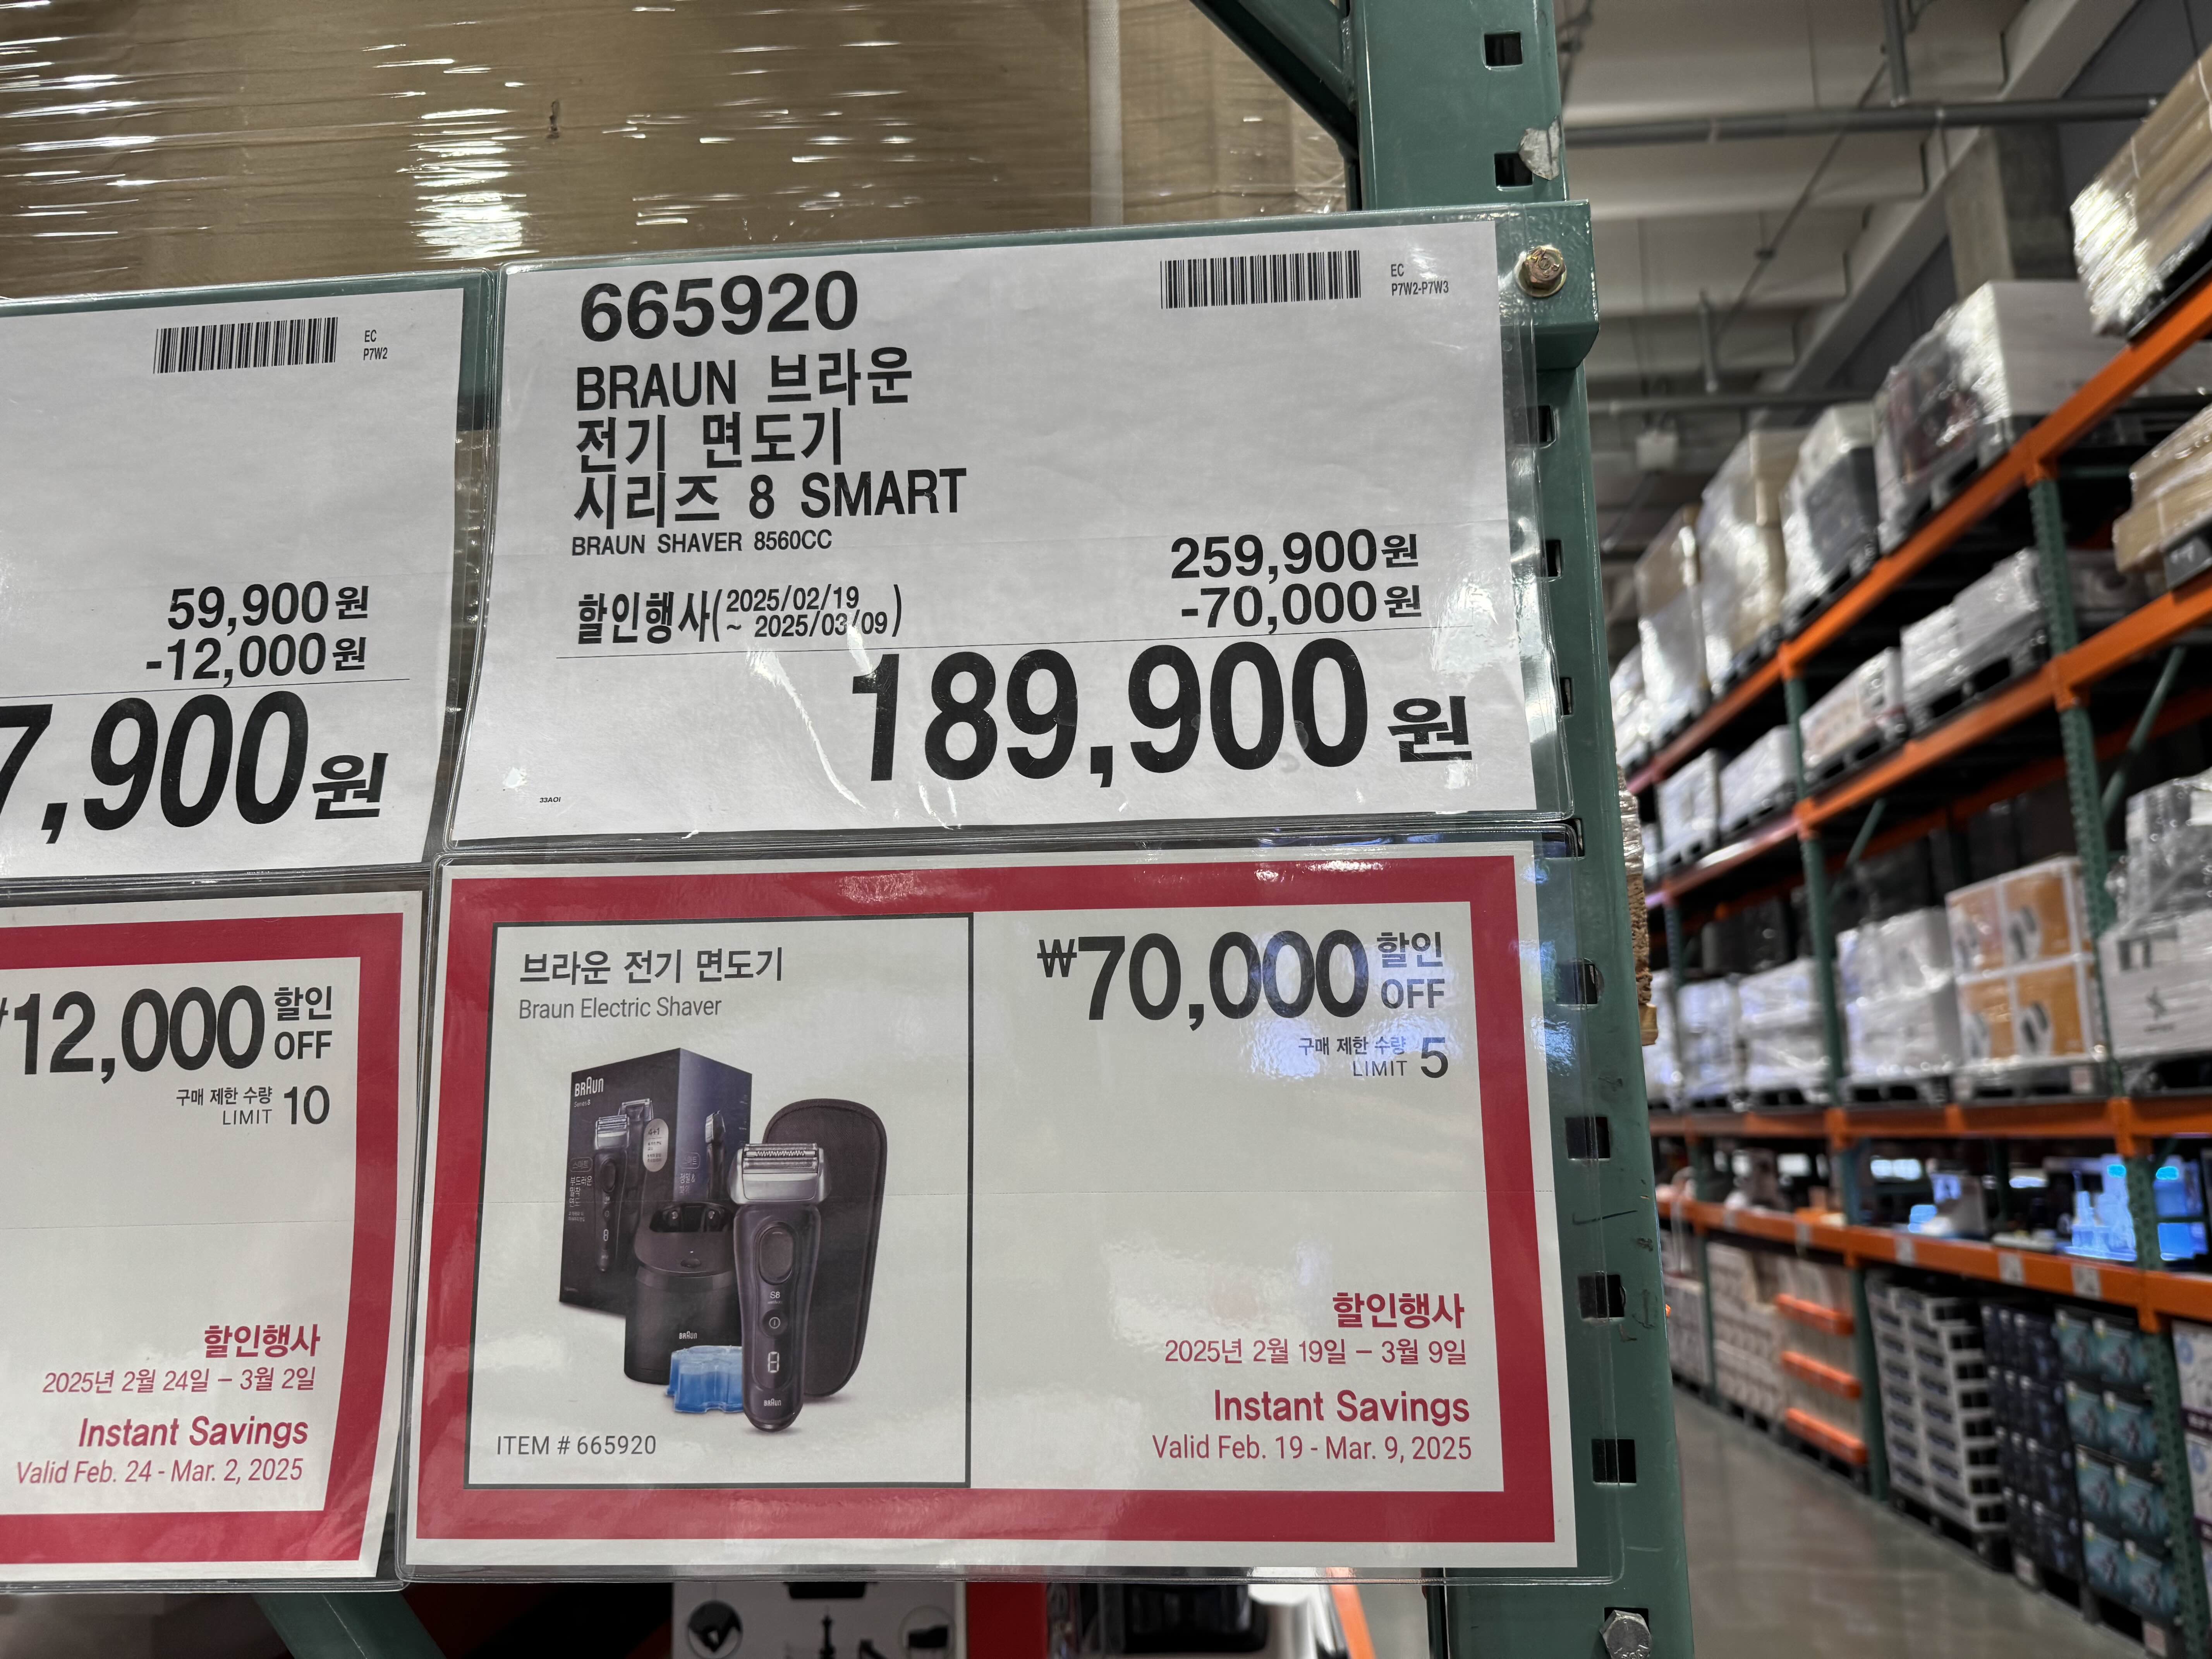 EC
P7W2
59,900원
-12,000원
7,900원
₩12,000 할인
OFF
구매 제한 수량
LIMIT 10
할인행사
2025년 2월 24일 – 3월 2일
Instant Savings
Valid Feb. 24 - Mar. 2, 2025
665920
EC
P7W2-P7W3
BRAUN 브라운
전기 면도기
시리즈 8 SMART
BRAUN SHAVER 8560CC
259,900원
할인행사(2025/02/19
~ 2025/03/09)
-70,000원
189,900원
브라운 전기 면도기
Braun Electric Shaver
BRAUN
Series 8
4+1
S8
BRAUN
BRAUN
ITEM # 665920
₩70,000 할인
OFF
구매 제한 수량
LIMIT 5
할인행사
2025년 2월 19일 – 3월 9일
Instant Savings
Valid Feb. 19 - Mar. 9, 2025